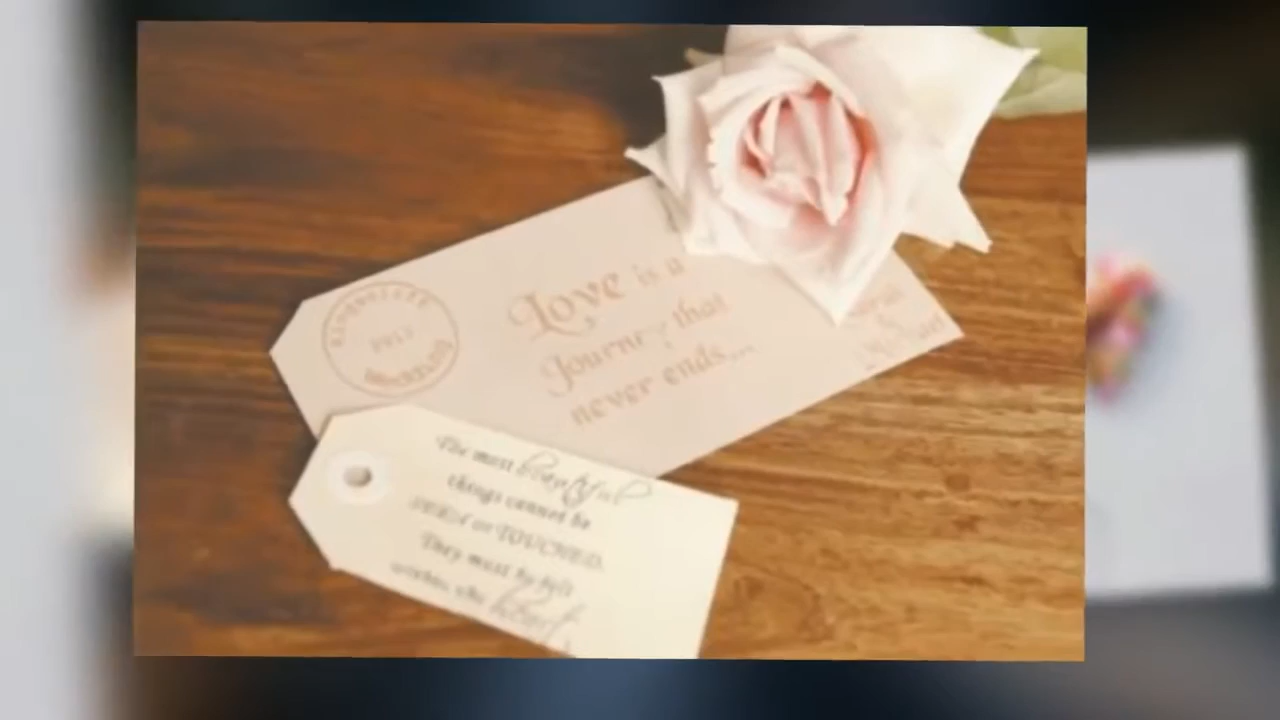 Love is a
Journey that
never ends...
The most beautiful
things cannot be
SEEN or TOUCHED.
They must be felt
within the heart